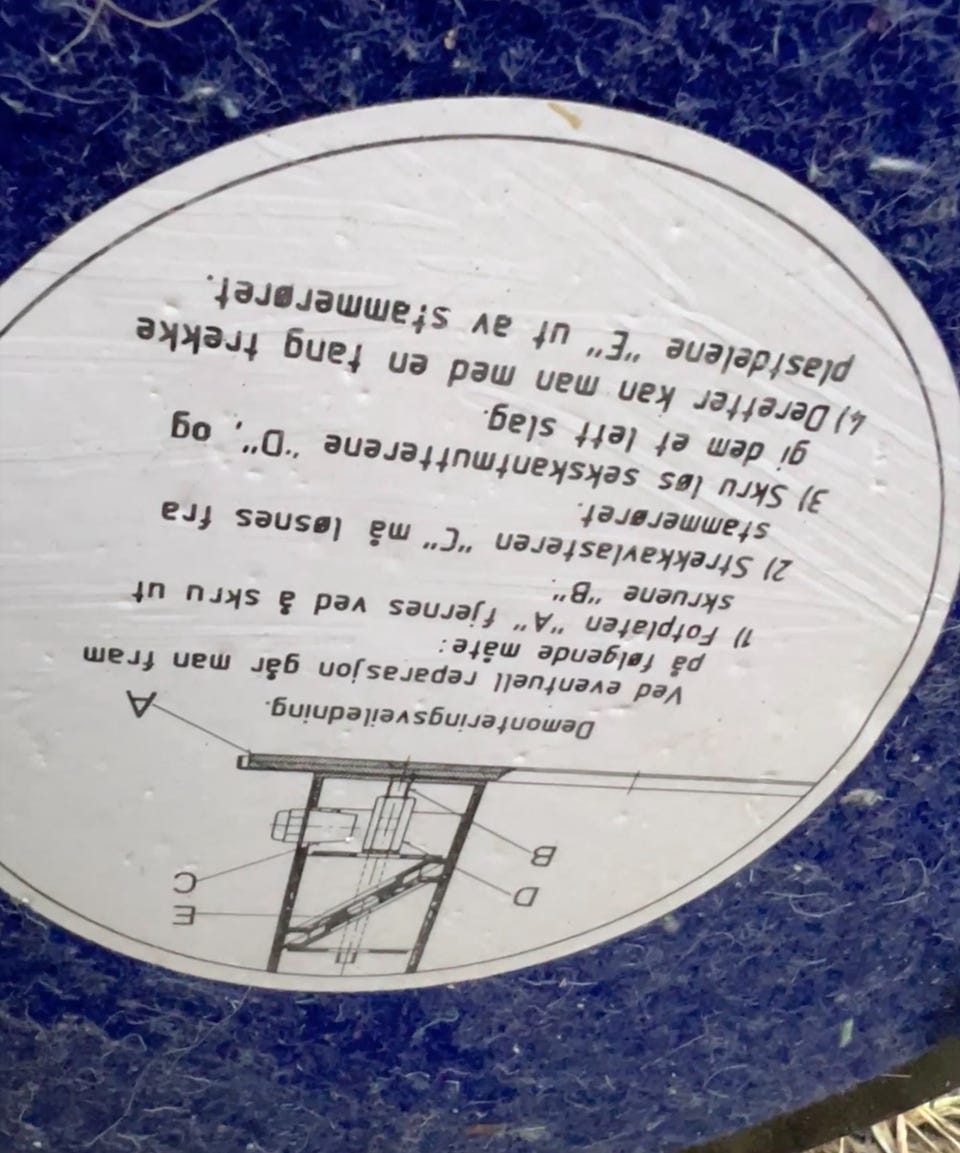 E
D
C
B
A
Demonteringsveiledning.
Ved eventuell reparasjon går man fram
på følgende måte:
1) Fotplaten "A" fjernes ved å skru ut
skruene "B".
2) Strekkavlasteren "C" må løsnes fra
stammerøret.
3) Skru løs sekskantmutterene "D", og
gi dem et lett slag.
4) Deretter kan man med en tang trekke
plastdelene "E" ut av stammerøret.